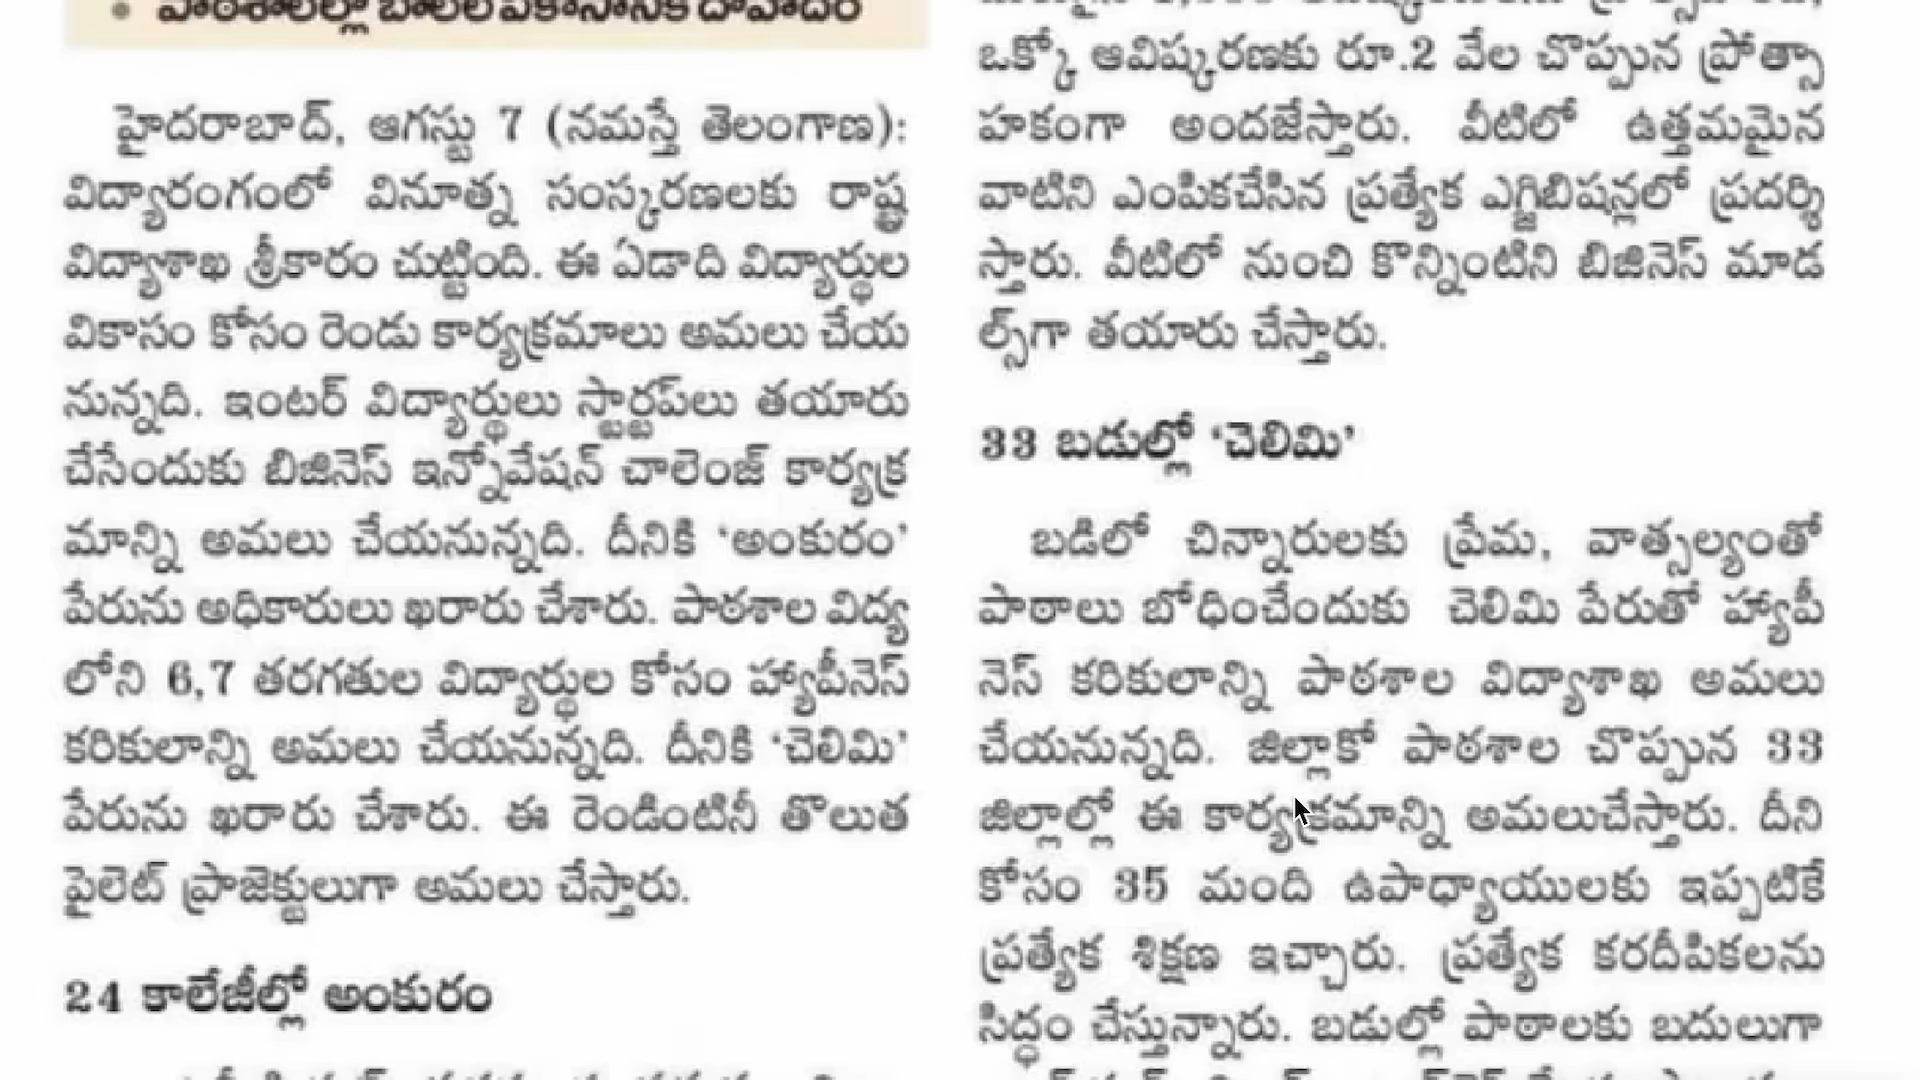 పాఠశాలల్లో బాలల వికాసానికి దోహదం
హైదరాబాద్, ఆగస్టు 7 (నమస్తే తెలంగాణ):
విద్యారంగంలో వినూత్న సంస్కరణలకు రాష్ట్ర
విద్యాశాఖ శ్రీకారం చుట్టింది. ఈ ఏడాది విద్యార్థుల
వికాసం కోసం రెండు కార్యక్రమాలు అమలు చేయ
నున్నది. ఇంటర్ విద్యార్థులు స్టార్టప్‌లు తయారు
చేసేందుకు బిజినెస్ ఇన్నోవేషన్ చాలెంజ్ కార్యక్ర
మాన్ని అమలు చేయనున్నది. దీనికి ‘అంకురం’
పేరును అధికారులు ఖరారు చేశారు. పాఠశాల విద్య
లోని 6,7 తరగతుల విద్యార్థుల కోసం హ్యాపీనెస్
కరికులాన్ని అమలు చేయనున్నది. దీనికి ‘చెలిమి’
పేరును ఖరారు చేశారు. ఈ రెండింటినీ తొలుత
పైలెట్ ప్రాజెక్టులుగా అమలు చేస్తారు.
24 కాలేజీల్లో అంకురం
ఒక్కో ఆవిష్కరణకు రూ.2 వేల చొప్పున ప్రోత్సా
హకంగా అందజేస్తారు. వీటిలో ఉత్తమమైన
వాటిని ఎంపికచేసిన ప్రత్యేక ఎగ్జిబిషన్లలో ప్రదర్శి
స్తారు. వీటిలో నుంచి కొన్నింటిని బిజినెస్ మాడ
ల్స్‌గా తయారు చేస్తారు.
33 బడుల్లో ‘చెలిమి’
బడిలో చిన్నారులకు ప్రేమ, వాత్సల్యంతో
పాఠాలు బోధించేందుకు చెలిమి పేరుతో హ్యాపీ
నెస్ కరికులాన్ని పాఠశాల విద్యాశాఖ అమలు
చేయనున్నది. జిల్లాకో పాఠశాల చొప్పున 33
జిల్లాల్లో ఈ కార్యక్రమాన్ని అమలుచేస్తారు. దీని
కోసం 35 మంది ఉపాధ్యాయులకు ఇప్పటికే
ప్రత్యేక శిక్షణ ఇచ్చారు. ప్రత్యేక కరదీపికలను
సిద్ధం చేస్తున్నారు. బడుల్లో పాఠాలకు బదులుగా